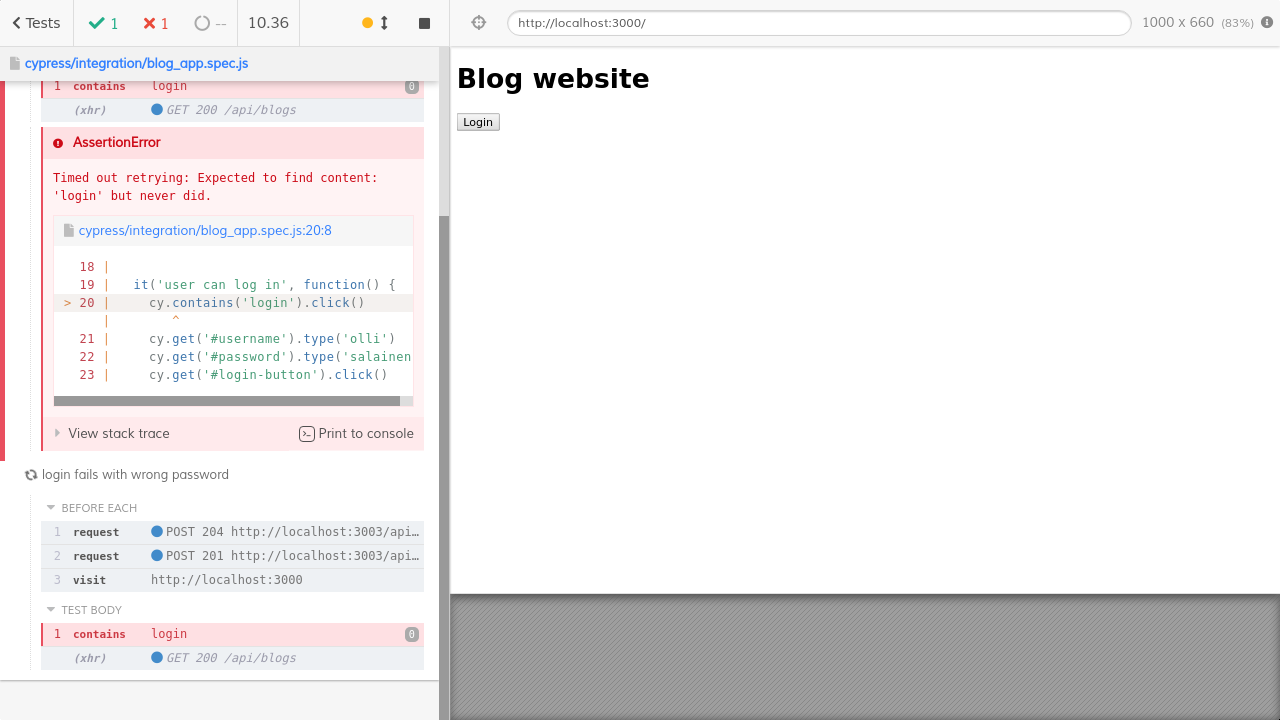 Tests
1
1
--
10.36
http://localhost:3000/
1000 x 660 (83%)
cypress/integration/blog_app.spec.js
1 contains login 0
(xhr) GET 200 /api/blogs
AssertionError
Timed out retrying: Expected to find content:
'login' but never did.
cypress/integration/blog_app.spec.js:20:8
18 |
19 | it('user can log in', function() {
> 20 | cy.contains('login').click()
| ^
21 | cy.get('#username').type('olli')
22 | cy.get('#password').type('salainen
23 | cy.get('#login-button').click()
View stack trace
Print to console
login fails with wrong password
BEFORE EACH
1 request POST 204 http://localhost:3003/api…
2 request POST 201 http://localhost:3003/api…
3 visit http://localhost:3000
TEST BODY
1 contains login 0
(xhr) GET 200 /api/blogs
Blog website
Login